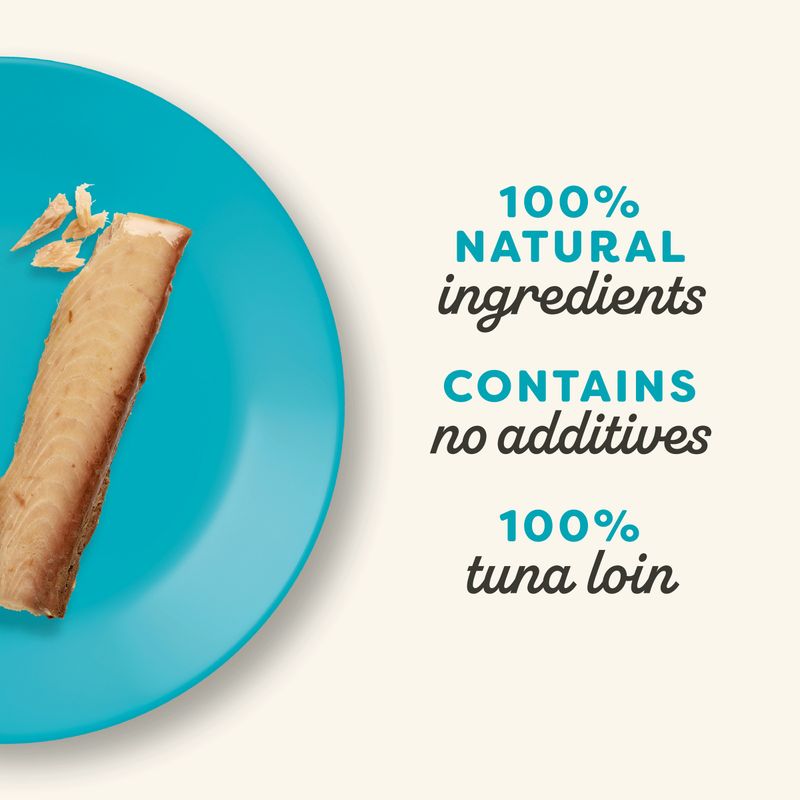 100%
NATURAL
ingredients
CONTAINS
no additives
100%
tuna loin